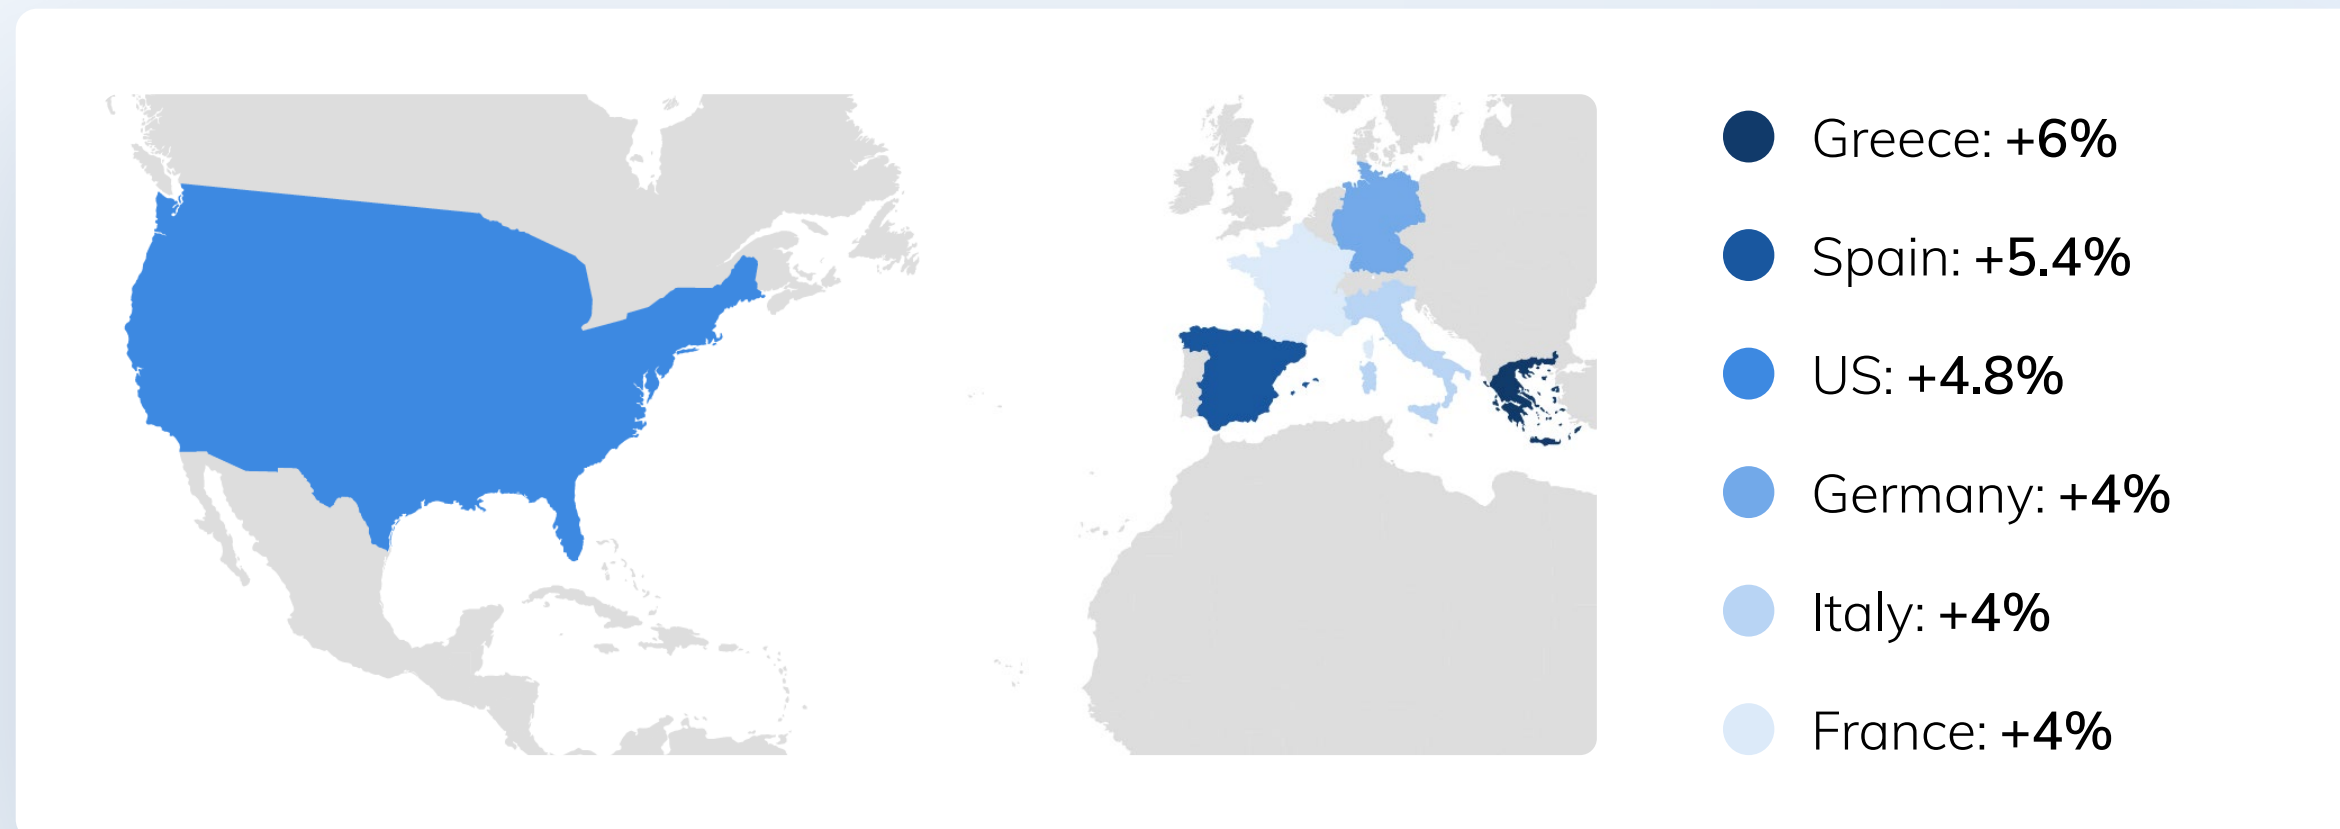 Greece: +6%
Spain: +5.4%
US: +4.8%
Germany: +4%
Italy: +4%
France: +4%